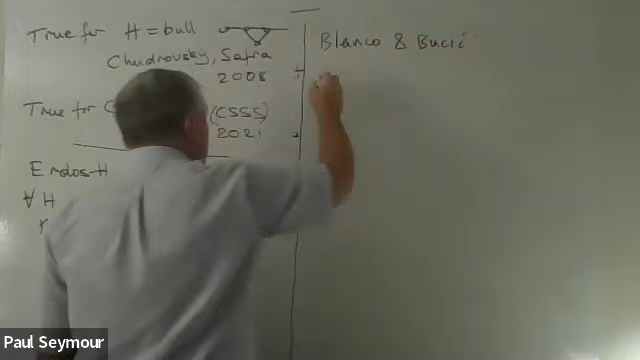 True for H = bull
Chudnovsky, Safra
2008
True for C
(CSSS)
2021
Erdos-H
∀ H
Blanco & Bucić
Paul Seymour